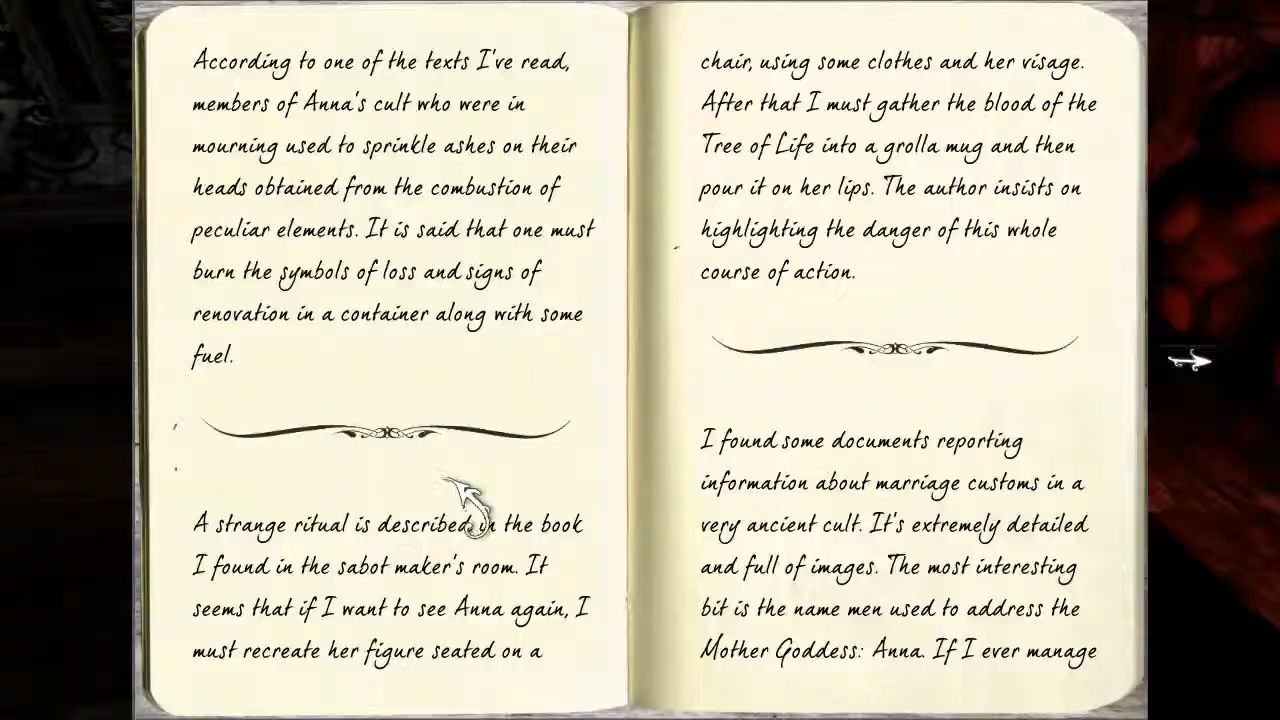 According to one of the texts I've read,
members of Anna's cult who were in
mourning used to sprinkle ashes on their
heads obtained from the combustion of
peculiar elements. It is said that one must
burn the symbols of loss and signs of
renovation in a container along with some
fuel.
A strange ritual is described in the book
I found in the sabot maker's room. It
seems that if I want to see Anna again, I
must recreate her figure seated on a
chair, using some clothes and her visage.
After that I must gather the blood of the
Tree of Life into a grolla mug and then
pour it on her lips. The author insists on
highlighting the danger of this whole
course of action.
I found some documents reporting
information about marriage customs in a
very ancient cult. It's extremely detailed
and full of images. The most interesting
bit is the name men used to address the
Mother Goddess: Anna. If I ever manage